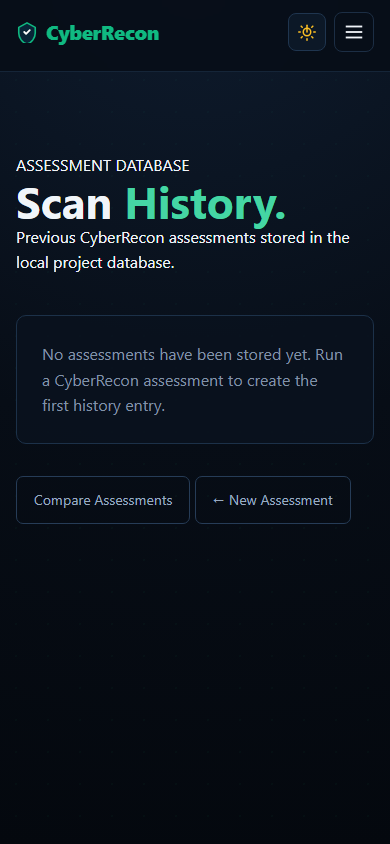 CyberRecon
ASSESSMENT DATABASE
Scan History.
Previous CyberRecon assessments stored in the
local project database.
No assessments have been stored yet. Run
a CyberRecon assessment to create the
first history entry.
Compare Assessments
← New Assessment